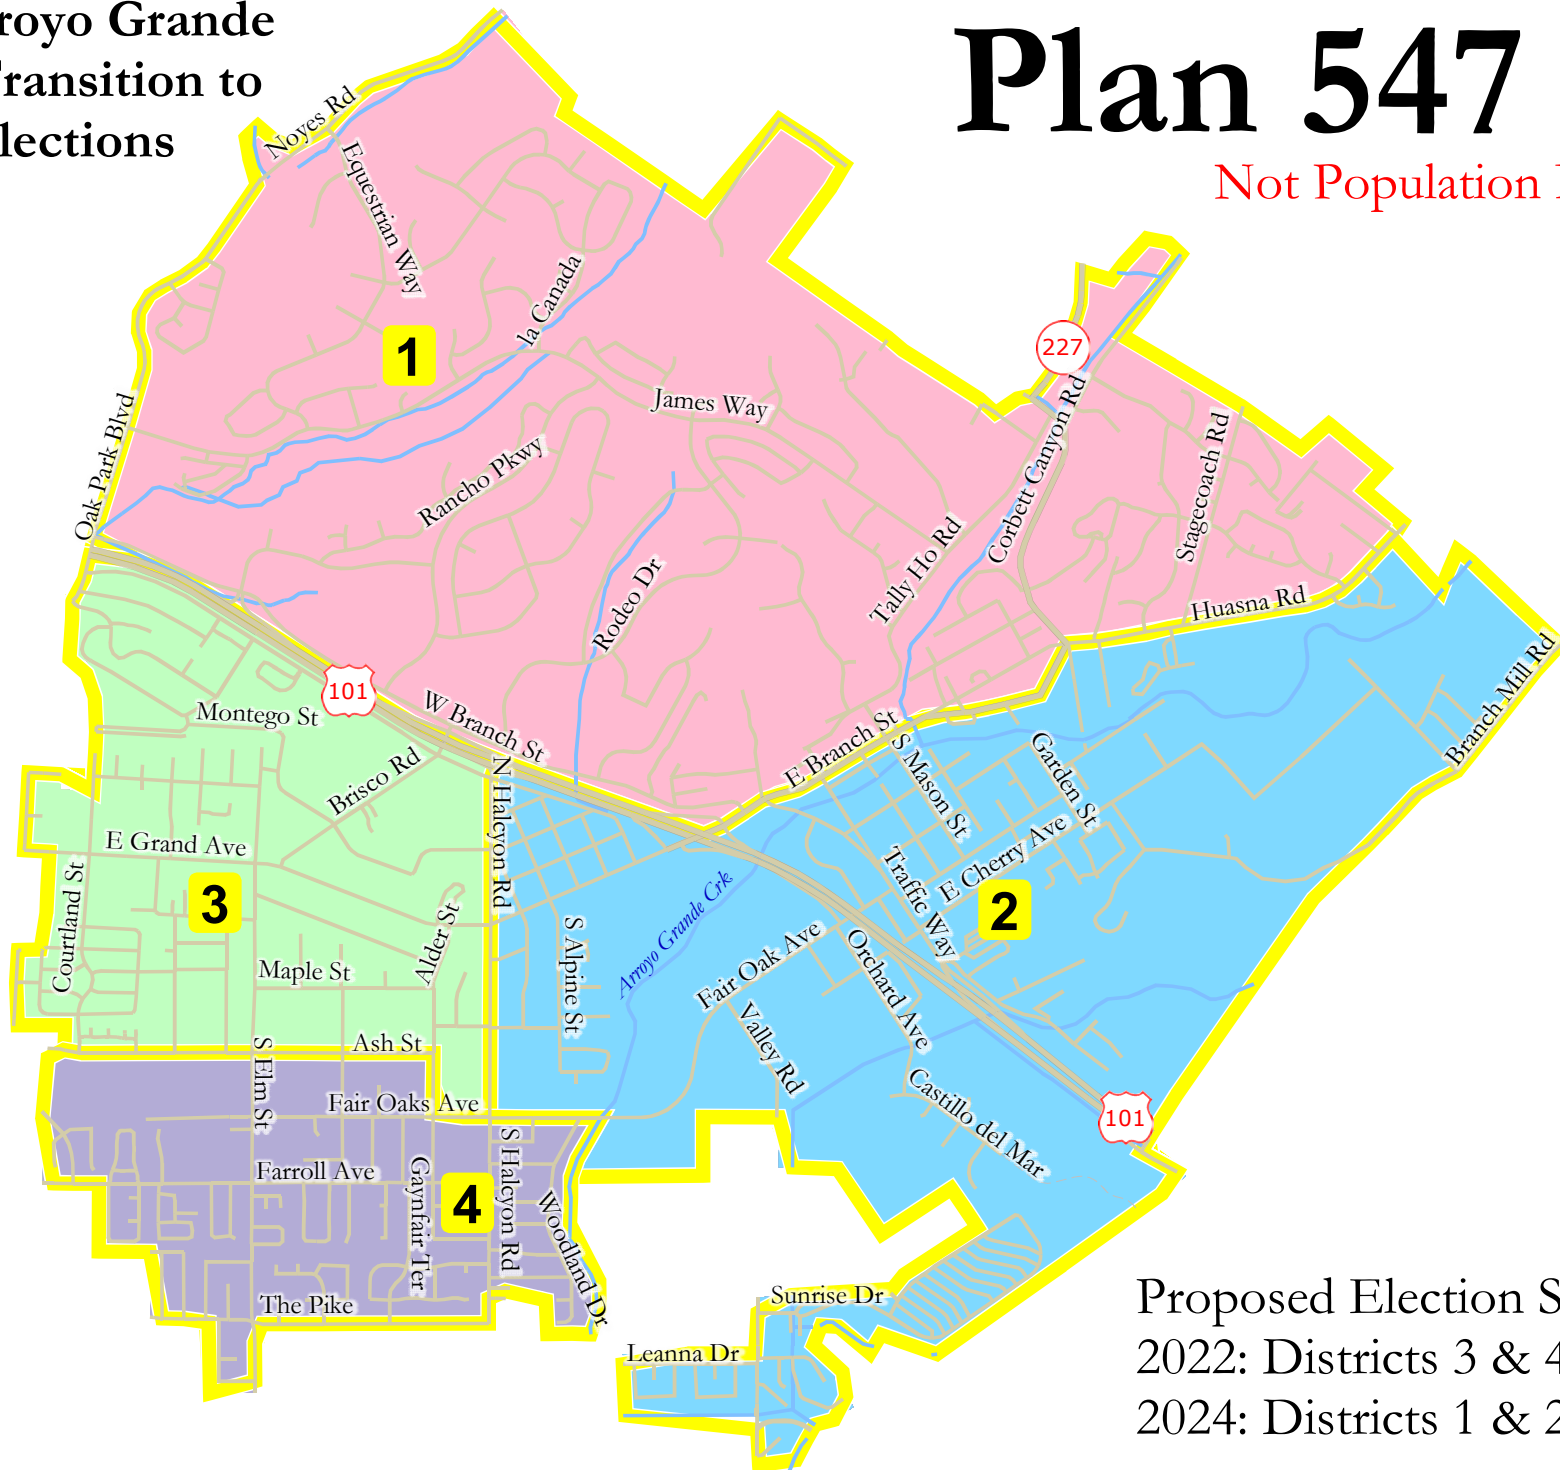 royo Grande
ransition to
lections
Plan 547
Not Population
Noyes Rd
Equestrian Way
la Canada
1
227
James Way
Oak Park Blvd
Rancho Pkwy
Corbett Canyon Rd
Stagecoach Rd
Tally Ho Rd
Rodeo Dr
Huasna Rd
Branch Mill Rd
101
Montego St
W Branch St
E Branch St
Brisco Rd
N Halcyon Rd
S Mason St
Garden St
E Grand Ave
E Cherry Ave
Traffic Way
Courtland St
3
2
Alder St
S Alpine St
Arroyo Grande Crk
Fair Oak Ave
Orchard Ave
Maple St
Valley Rd
Ash St
S Elm St
Castillo del Mar
101
Fair Oaks Ave
Farroll Ave
Gaynfair Ter
4
S Halcyon Rd
Woodland Dr
The Pike
Sunrise Dr
Leanna Dr
Proposed Election S
2022: Districts 3 & 4
2024: Districts 1 & 2